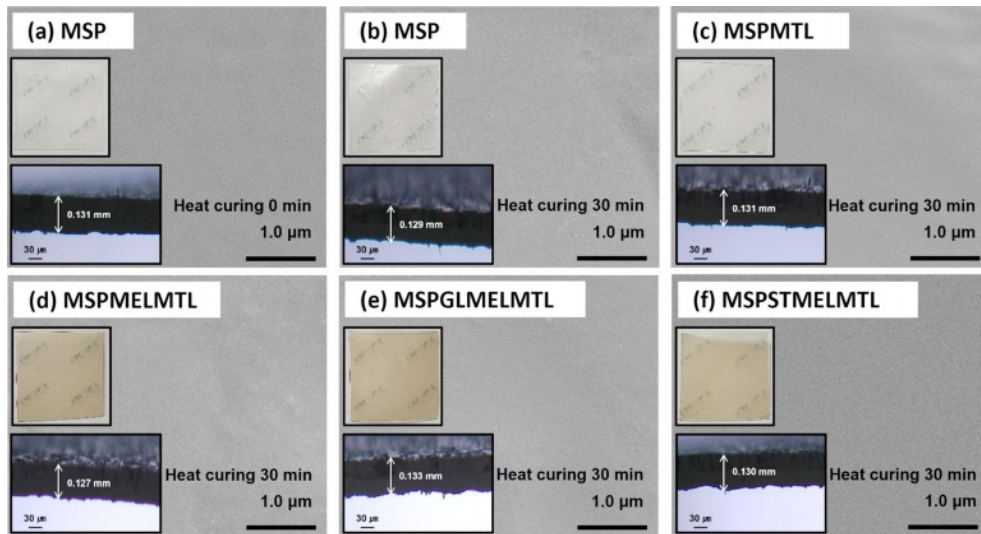 (a) MSP
0.131 mm
30 μm
Heat curing 0 min
1.0 μm
(b) MSP
0.129 mm
30 μm
Heat curing 30 min
1.0 μm
(c) MSPMTL
0.131 mm
30 μm
Heat curing 30 min
1.0 μm
(d) MSPMELMTL
0.127 mm
30 μm
Heat curing 30 min
1.0 μm
(e) MSPGLMELMTL
0.133 mm
30 μm
Heat curing 30 min
1.0 μm
(f) MSPSTMELMTL
0.130 mm
30 μm
Heat curing 30 min
1.0 μm